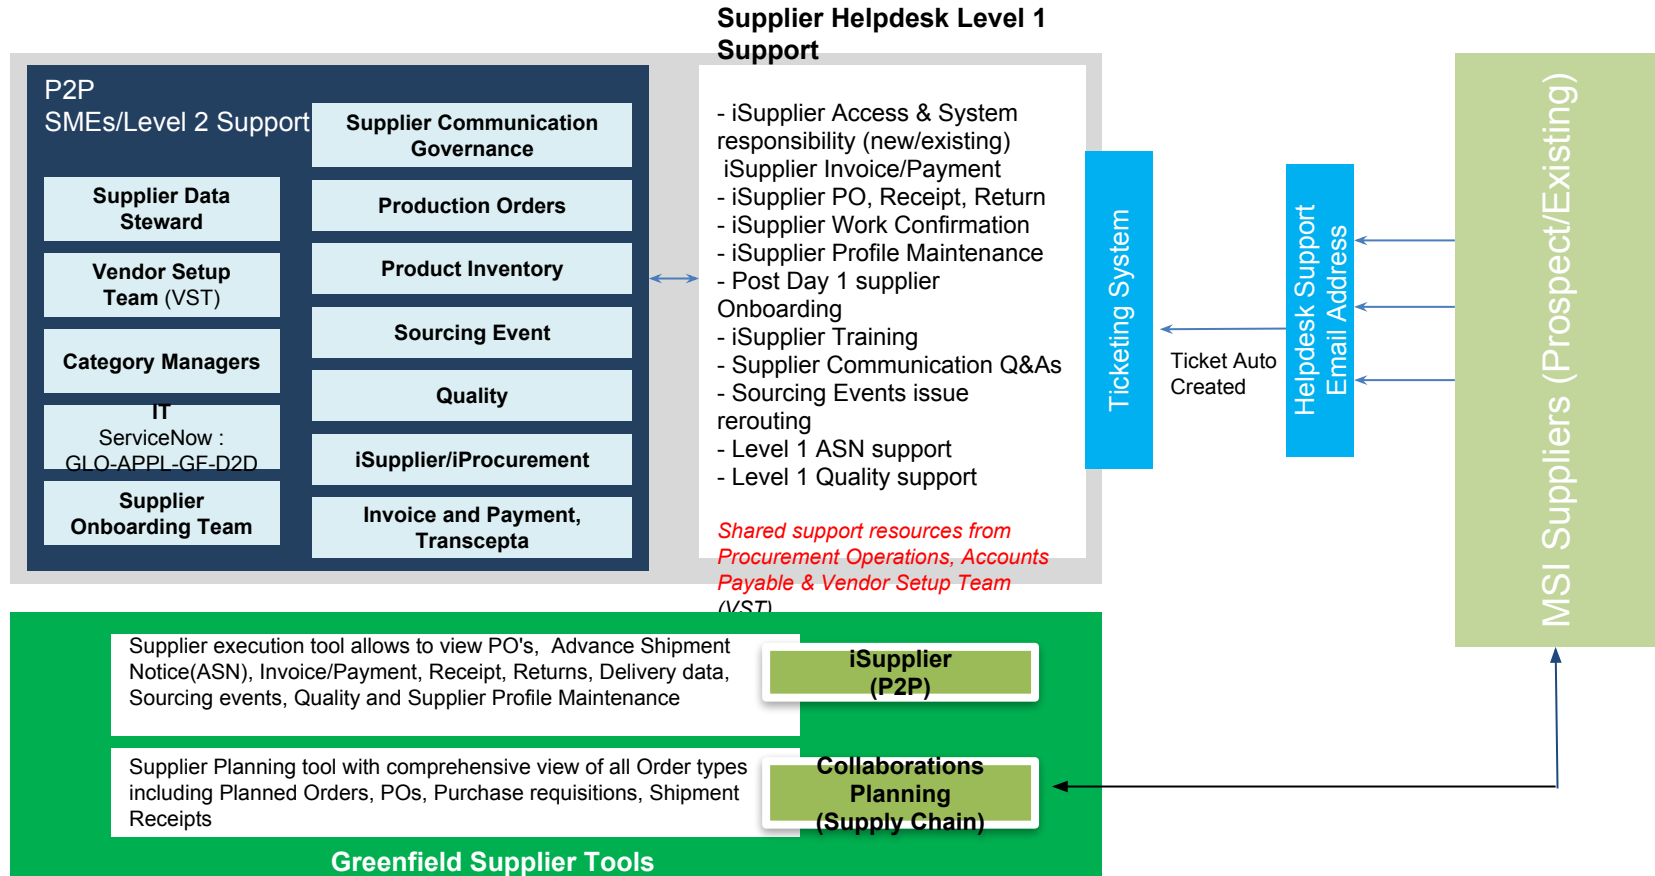 Supplier Helpdesk Level 1
Support
P2P
SMEs/Level 2 Support
Supplier Data
Steward
Vendor Setup
Team (VST)
Category Managers
IT
ServiceNow :
GLO-APPL-GF-D2D
Supplier
Onboarding Team
Supplier Communication
Governance
Production Orders
Product Inventory
Sourcing Event
Quality
iSupplier/iProcurement
Invoice and Payment,
Transcepta
- iSupplier Access & System
responsibility (new/existing)
iSupplier Invoice/Payment
- iSupplier PO, Receipt, Return
- iSupplier Work Confirmation
- iSupplier Profile Maintenance
- Post Day 1 supplier
Onboarding
- iSupplier Training
- Supplier Communication Q&As
- Sourcing Events issue
rerouting
- Level 1 ASN support
- Level 1 Quality support
Shared support resources from
Procurement Operations, Accounts
Payable & Vendor Setup Team
(VST)
Ticketing System
Ticket Auto
Created
Helpdesk Support
Email Address
MSI Suppliers (Prospect/Existing)
Supplier execution tool allows to view PO's, Advance Shipment
Notice(ASN), Invoice/Payment, Receipt, Returns, Delivery data,
Sourcing events, Quality and Supplier Profile Maintenance
iSupplier
(P2P)
Supplier Planning tool with comprehensive view of all Order types
including Planned Orders, POs, Purchase requisitions, Shipment
Receipts
Collaborations
Planning
(Supply Chain)
Greenfield Supplier Tools